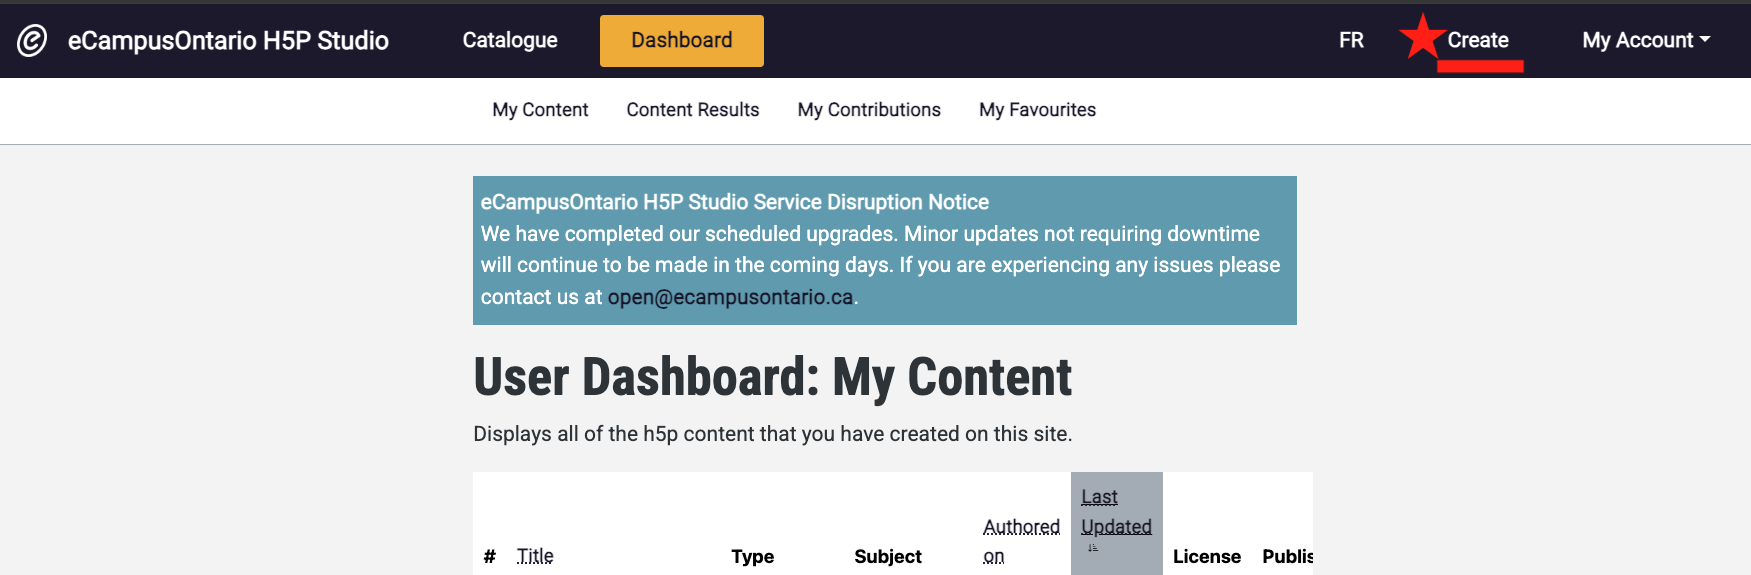 eCampusOntario H5P Studio Catalogue Dashboard FR Create My Account
My Content Content Results My Contributions My Favourites
eCampusOntario H5P Studio Service Disruption Notice
We have completed our scheduled upgrades. Minor updates not requiring downtime
will continue to be made in the coming days. If you are experiencing any issues please
contact us at open@ecampusontario.ca.
User Dashboard: My Content
Displays all of the h5p content that you have created on this site.
# Title Type Subject Authored on Last Updated License